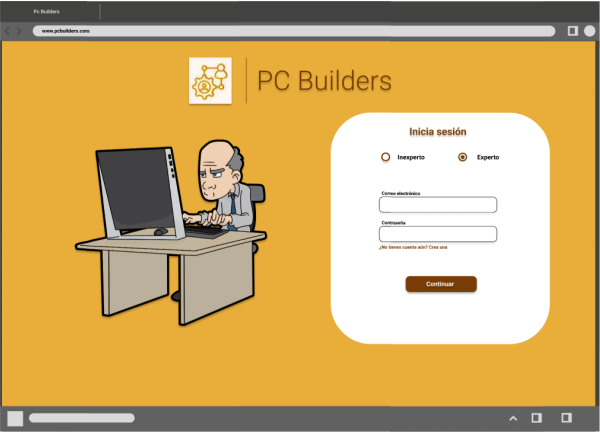 Pc Builders
www.pcbuilders.com
PC Builders
Inicia sesión
Inexperto
Experto
Correo electrónico
Contraseña
¿No tienes cuenta aún? Crea una
Continuar